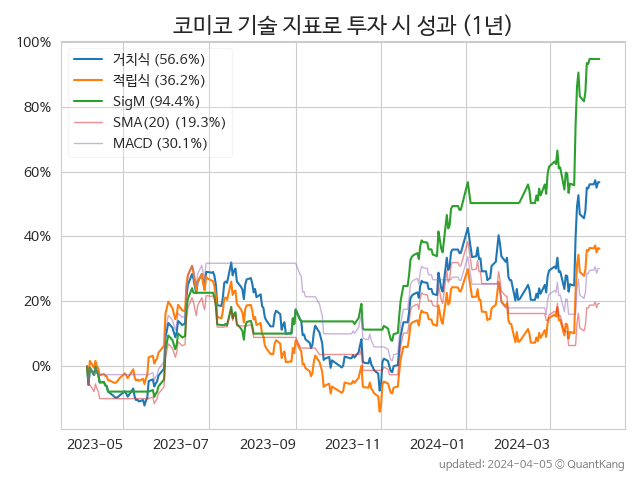 코미코 기술 지표로 투자 시 성과 (1년)
100%
80%
60%
40%
20%
0%
거치식 (56.6%)
적립식 (36.2%)
SigM (94.4%)
SMA(20) (19.3%)
MACD (30.1%)
2023-05 2023-07 2023-09 2023-11 2024-01 2024-03
updated: 2024-04-05 © QuantKang